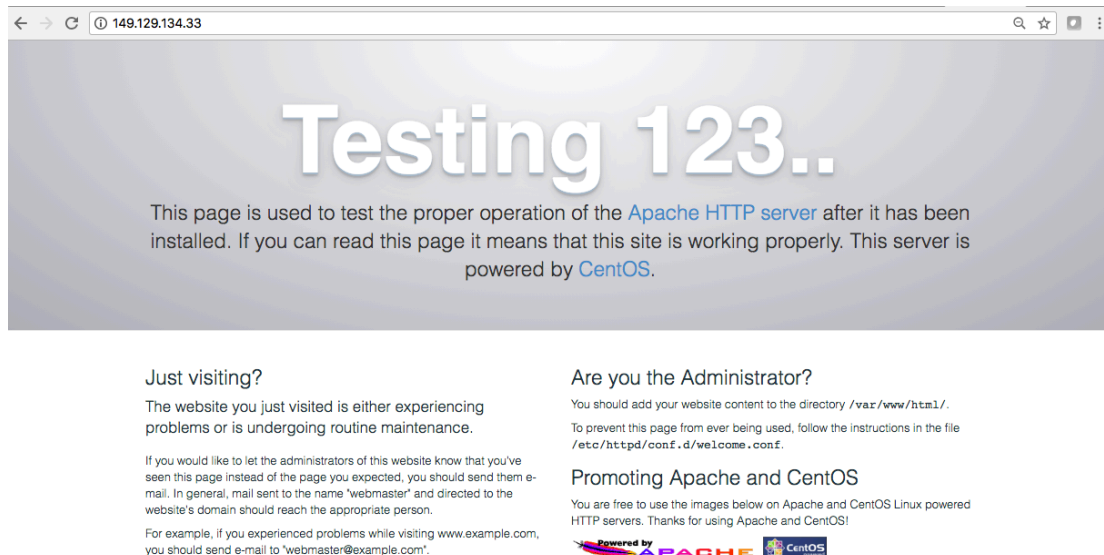 149.129.134.33
Testing 123..
This page is used to test the proper operation of the Apache HTTP server after it has been
installed. If you can read this page it means that this site is working properly. This server is
powered by CentOS.
Just visiting?
The website you just visited is either experiencing
problems or is undergoing routine maintenance.
If you would like to let the administrators of this website know that you've
seen this page instead of the page you expected, you should send them e-
mail. In general, mail sent to the name "webmaster" and directed to the
website's domain should reach the appropriate person.
For example, if you experienced problems while visiting www.example.com,
you should send e-mail to "webmaster@example.com".
Are you the Administrator?
You should add your website content to the directory /var/www/html/.
To prevent this page from ever being used, follow the instructions in the file
/etc/httpd/conf.d/welcome.conf.
Promoting Apache and CentOS
You are free to use the images below on Apache and CentOS Linux powered
HTTP servers. Thanks for using Apache and CentOS!
Powered by
APACHE
CentOS